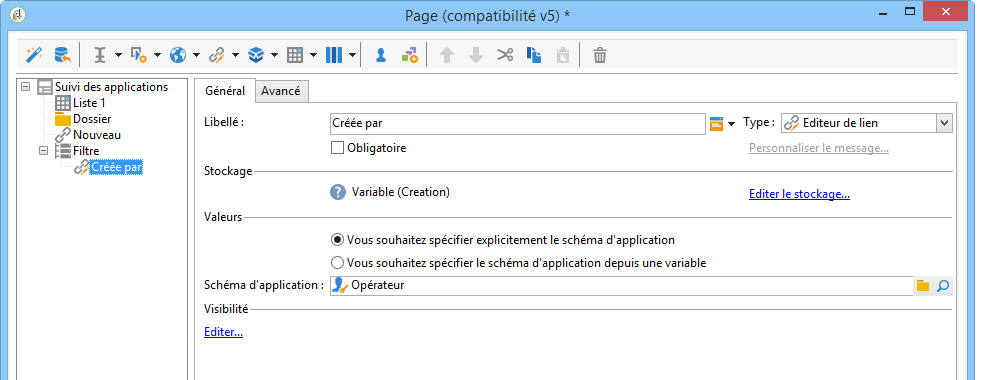 Page (compatibilité v5) *
Suivi des applications
Liste 1
Dossier
Nouveau
Filtre
Créée par
Général Avancé
Libellé : Créée par Type : Editeur de lien
Obligatoire Personnaliser le message...
Stockage
Variable (Creation) Editer le stockage...
Valeurs
Vous souhaitez spécifier explicitement le schéma d'application
Vous souhaitez spécifier le schéma d'application depuis une variable
Schéma d'application : Opérateur
Visibilité
Editer...